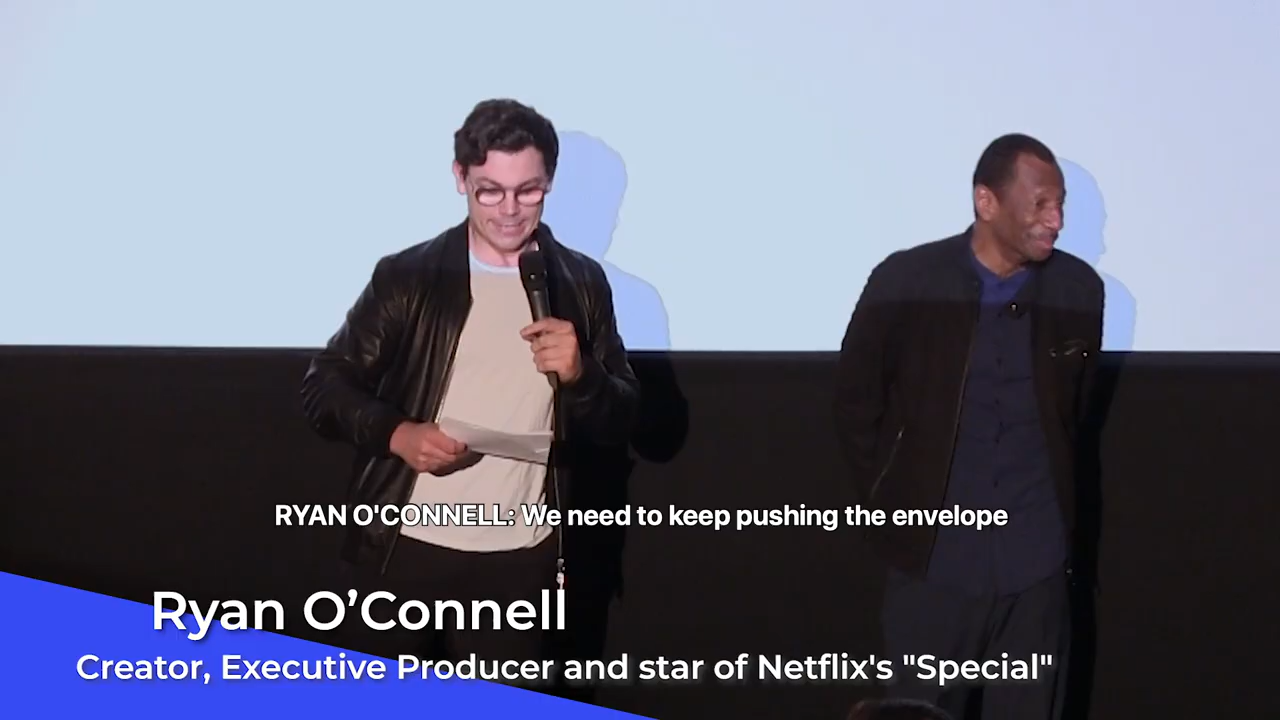 RYAN O'CONNELL: We need to keep pushing the envelope
Ryan O’Connell
Creator, Executive Producer and star of Netflix's "Special"